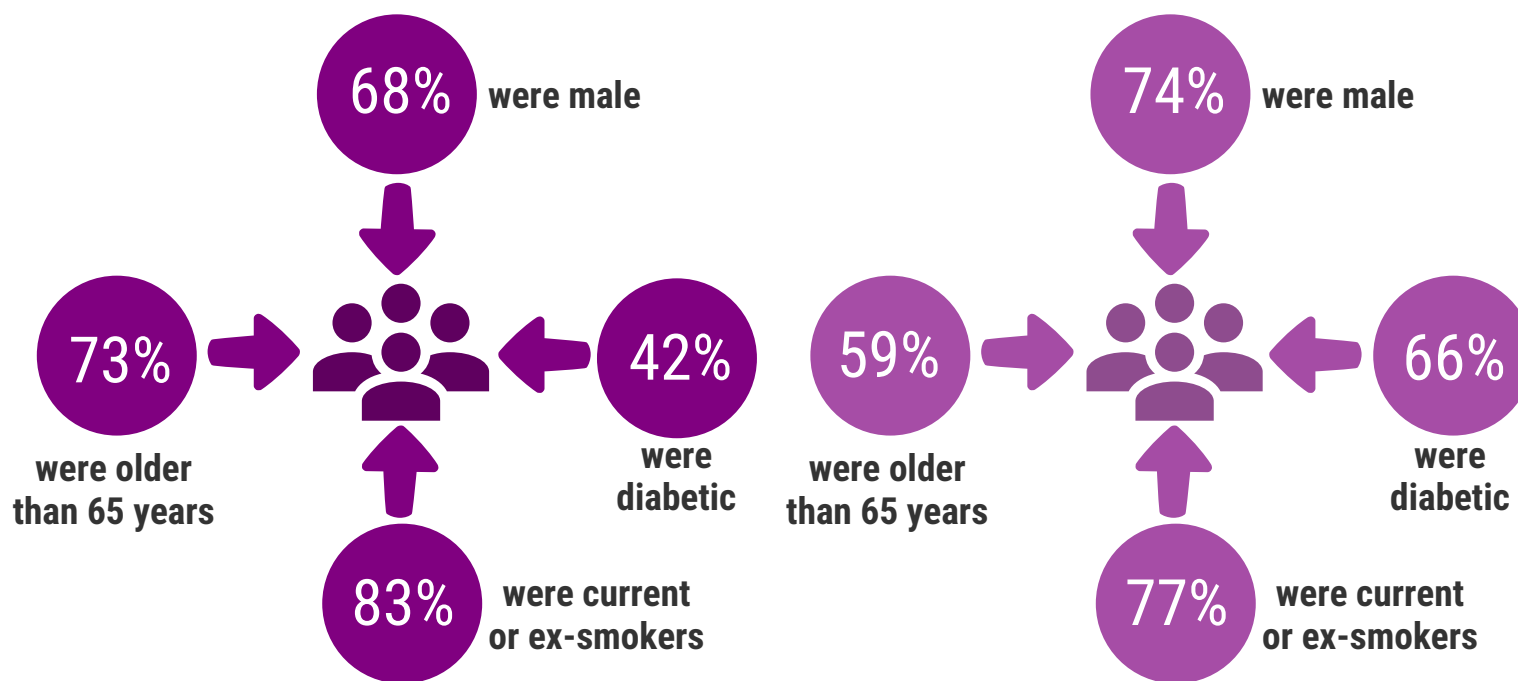 68%
were male
73%
were older
than 65 years
42%
were
diabetic
83%
were current
or ex-smokers
74%
were male
59%
were older
than 65 years
66%
were
diabetic
77%
were current
or ex-smokers